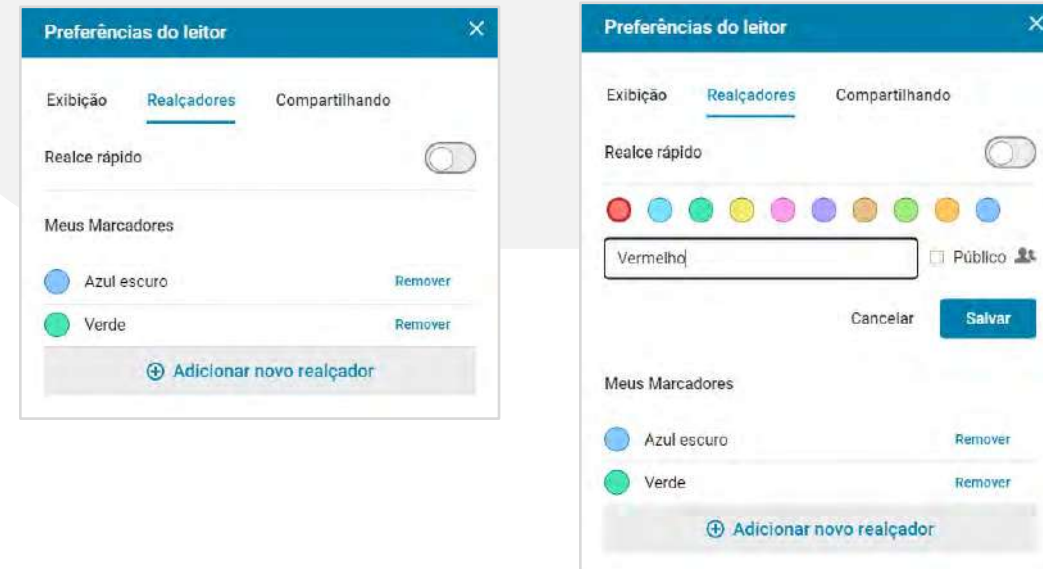 Preferências do leitor
Exibição Realçadores Compartilhando
Realce rápido
Meus Marcadores
Azul escuro Remover
Verde Remover
Adicionar novo realçador
Preferências do leitor
Exibição Realçadores Compartilhando
Realce rápido
Vermelho Público
Cancelar Salvar
Meus Marcadores
Azul escuro Remover
Verde Remover
Adicionar novo realçador